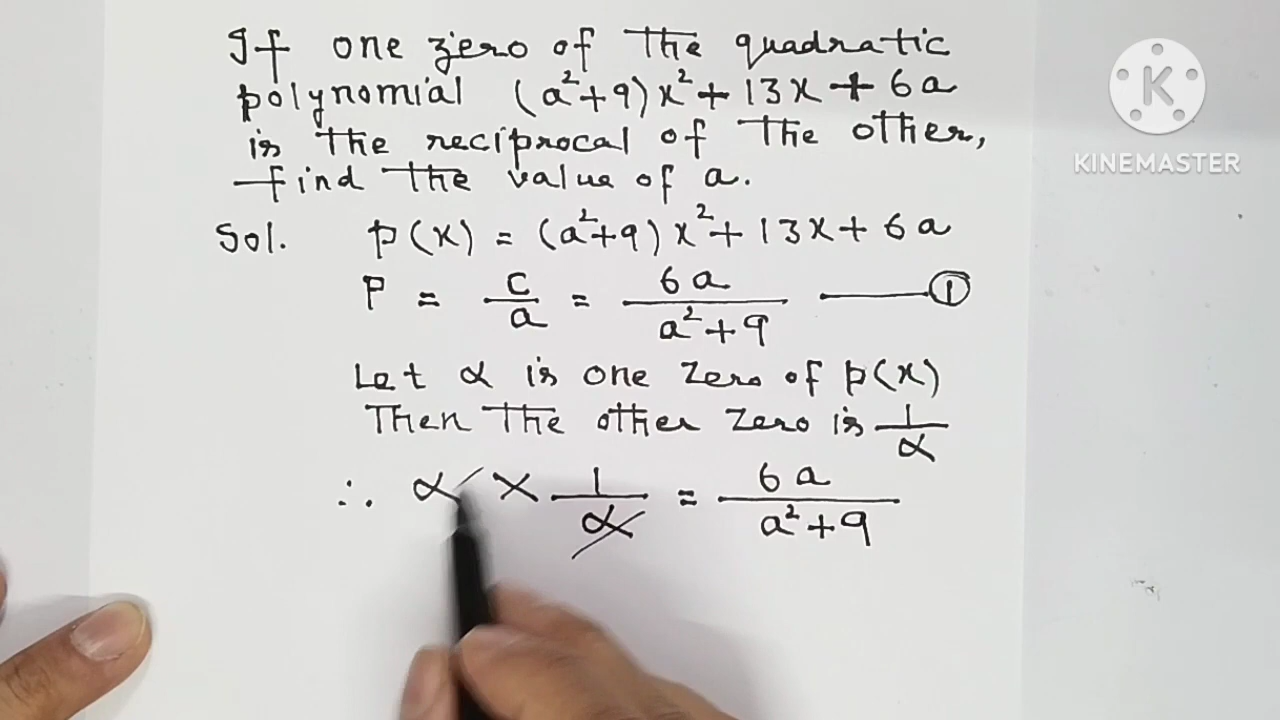 If one zero of the quadratic
polynomial (a²+9)x²+13x+6a
is the reciprocal of the other,
find the value of a.
Sol. p(x) = (a²+9)x²+13x+6a
P = c/a = 6a/a²+9 ——— ①
Let α is one zero of p(x)
Then the other zero is 1/α
∴ α × 1/α = 6a/a²+9
K
KINEMASTER